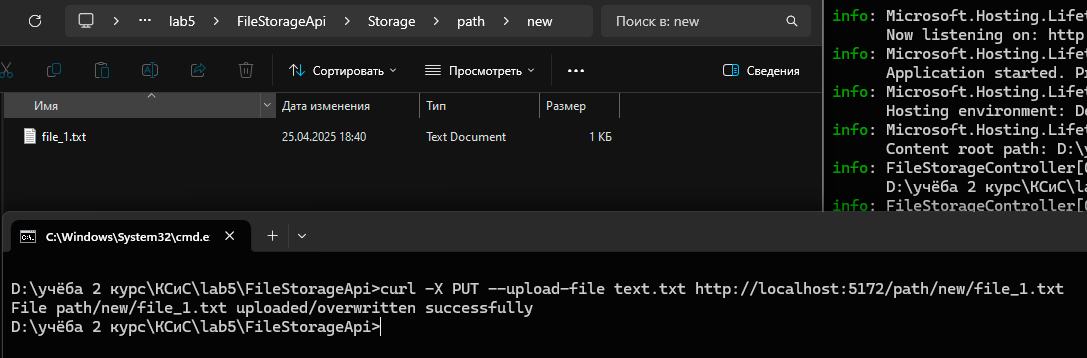 ··· lab5 FileStorageApi Storage path new Поиск в: new
Сортировать Просмотреть ··· Сведения
Имя Дата изменения Тип Размер
file_1.txt 25.04.2025 18:40 Text Document 1 КБ
info: Microsoft.Hosting.Lifet
Now listening on: http
info: Microsoft.Hosting.Lifet
Application started. Pr
info: Microsoft.Hosting.Lifet
Hosting environment: De
info: Microsoft.Hosting.Lifet
Content root path: D:\у
info: FileStorageController[0
D:\учёба 2 курс\КСиС\lab
info: FileStorageController[0
C:\Windows\System32\cmd.e
D:\учёба 2 курс\КСиС\lab5\FileStorageApi>curl -X PUT --upload-file text.txt http://localhost:5172/path/new/file_1.txt
File path/new/file_1.txt uploaded/overwritten successfully
D:\учёба 2 курс\КСиС\lab5\FileStorageApi>